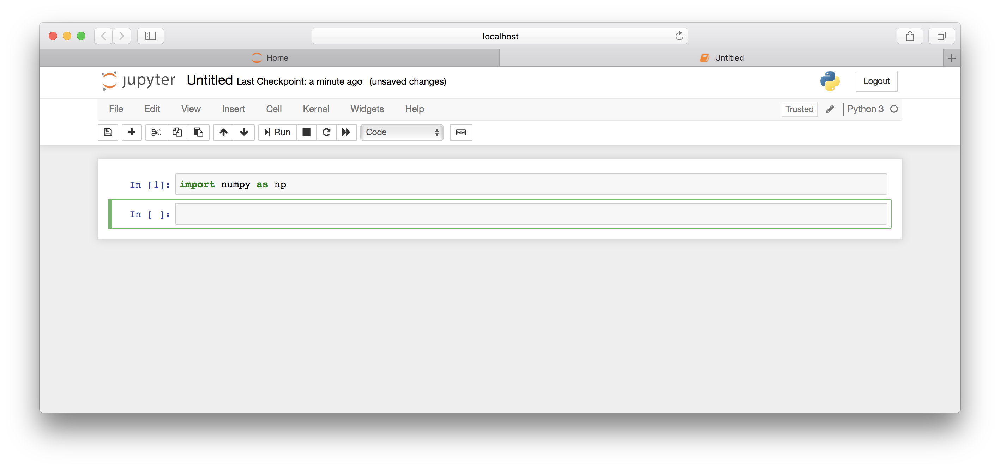 localhost
Home
Untitled
jupyter Untitled Last Checkpoint: a minute ago (unsaved changes)
Logout
File Edit View Insert Cell Kernel Widgets Help
Trusted Python 3
Run Code
In [1]: import numpy as np
In [ ]: